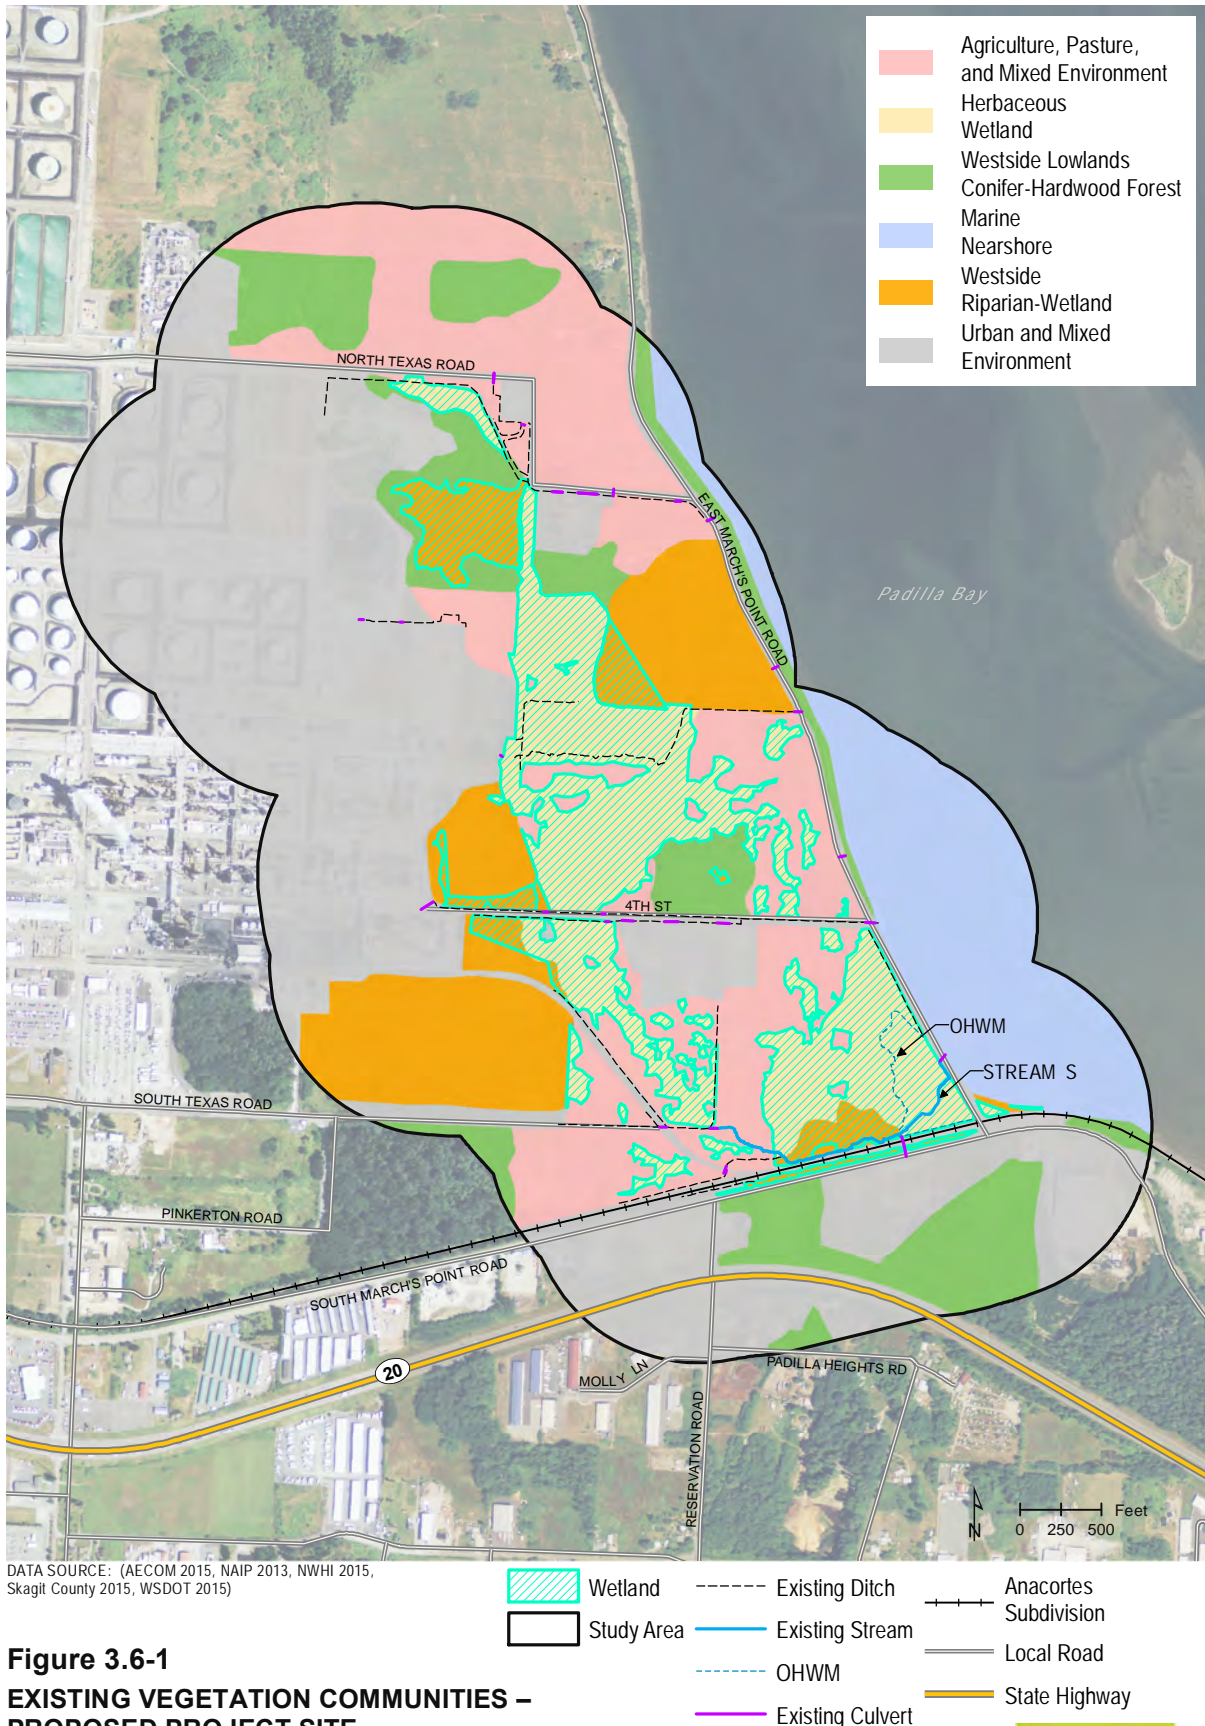 Agriculture, Pasture,
and Mixed Environment
Herbaceous
Wetland
Westside Lowlands
Conifer-Hardwood Forest
Marine
Nearshore
Westside
Riparian-Wetland
Urban and Mixed
Environment
NORTH TEXAS ROAD
EAST MARCH'S POINT ROAD
Padilla Bay
4TH ST
OHWM
STREAM S
SOUTH TEXAS ROAD
PINKERTON ROAD
SOUTH MARCH'S POINT ROAD
20
MOLLY LN
PADILLA HEIGHTS RD
RESERVATION ROAD
N
Feet
0 250 500
DATA SOURCE: (AECOM 2015, NAIP 2013, NWHI 2015,
Skagit County 2015, WSDOT 2015)
Wetland
Study Area
Existing Ditch
Existing Stream
OHWM
Existing Culvert
Anacortes
Subdivision
Local Road
State Highway
Figure 3.6-1
EXISTING VEGETATION COMMUNITIES –
PROPOSED PROJECT SITE